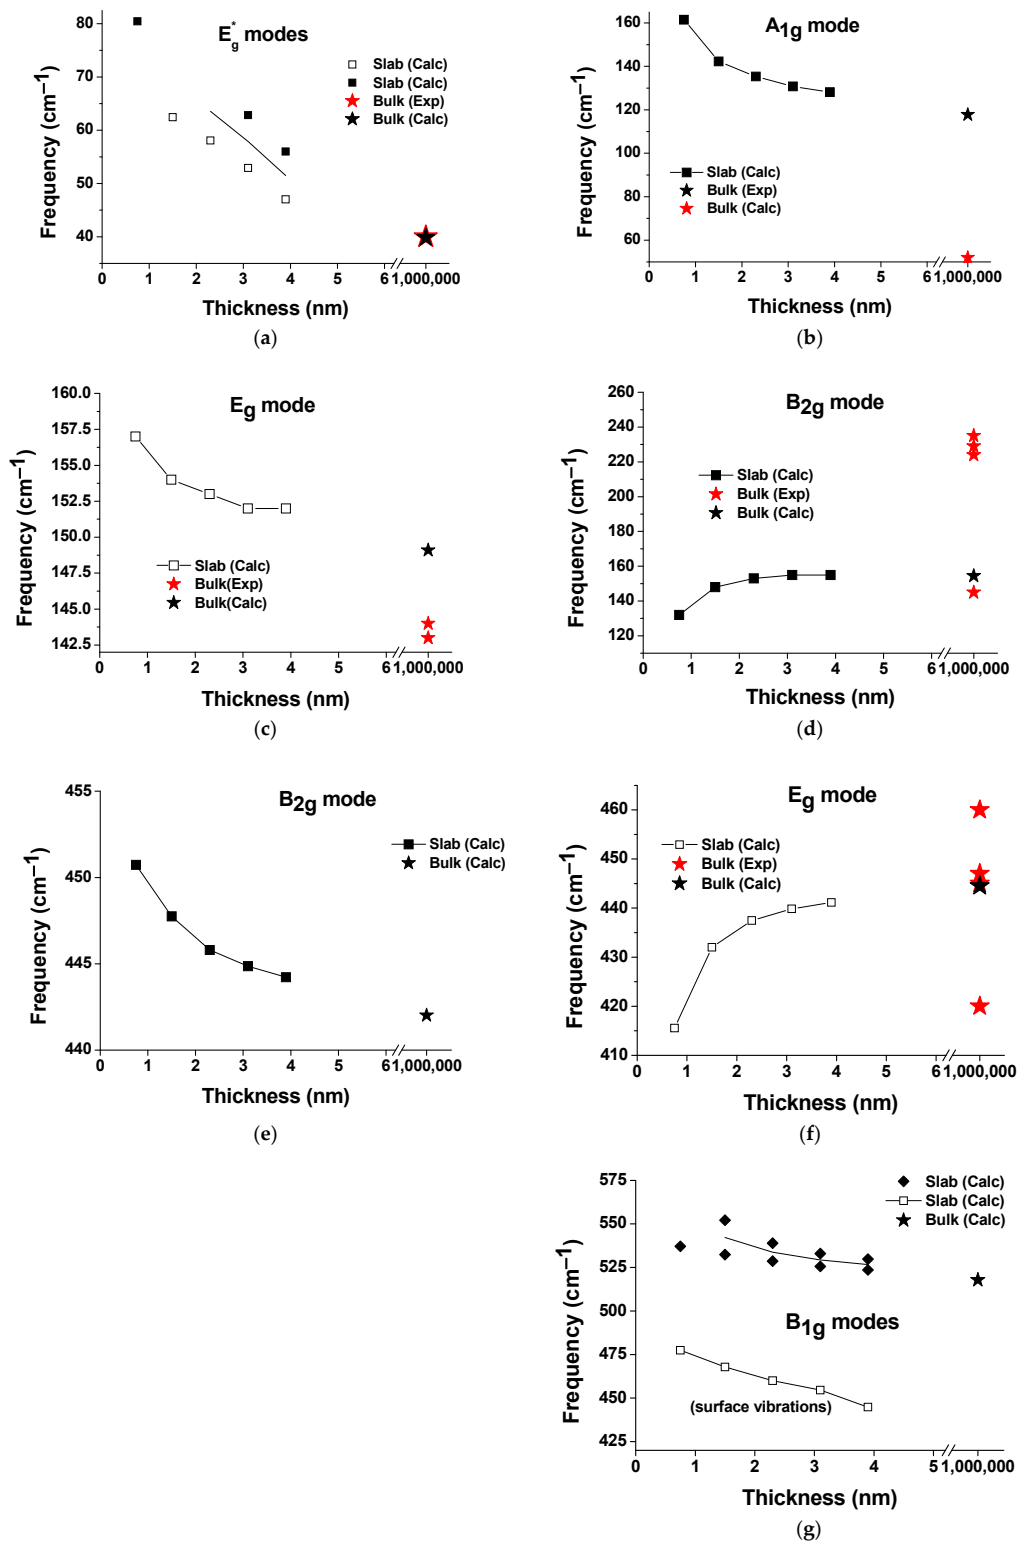 E*g modes
Slab (Calc)
Slab (Calc)
Bulk (Exp)
Bulk (Calc)
Frequency (cm−1)
80
70
60
50
40
0 1 2 3 4 5 6 1,000,000
Thickness (nm)
(a)
A1g mode
Slab (Calc)
Bulk (Exp)
Bulk (Calc)
Frequency (cm−1)
160
140
120
100
80
60
0 1 2 3 4 5 6 1,000,000
Thickness (nm)
(b)
Eg mode
Slab (Calc)
Bulk(Exp)
Bulk(Calc)
Frequency (cm−1)
160.0
157.5
155.0
152.5
150.0
147.5
145.0
142.5
0 1 2 3 4 5 6 1,000,000
Thickness (nm)
(c)
B2g mode
Slab (Calc)
Bulk (Exp)
Bulk (Calc)
Frequency (cm−1)
260
240
220
200
180
160
140
120
0 1 2 3 4 5 6 1,000,000
Thickness (nm)
(d)
B2g mode
Slab (Calc)
Bulk (Calc)
Frequency (cm−1)
455
450
445
440
0 1 2 3 4 5 6 1,000,000
Thickness (nm)
(e)
Eg mode
Slab (Calc)
Bulk (Exp)
Bulk (Calc)
Frequency (cm−1)
460
450
440
430
420
410
0 1 2 3 4 5 6 1,000,000
Thickness (nm)
(f)
Slab (Calc)
Slab (Calc)
Bulk (Calc)
B1g modes
(surface vibrations)
Frequency (cm−1)
575
550
525
500
475
450
425
0 1 2 3 4 5 1,000,000
Thickness (nm)
(g)